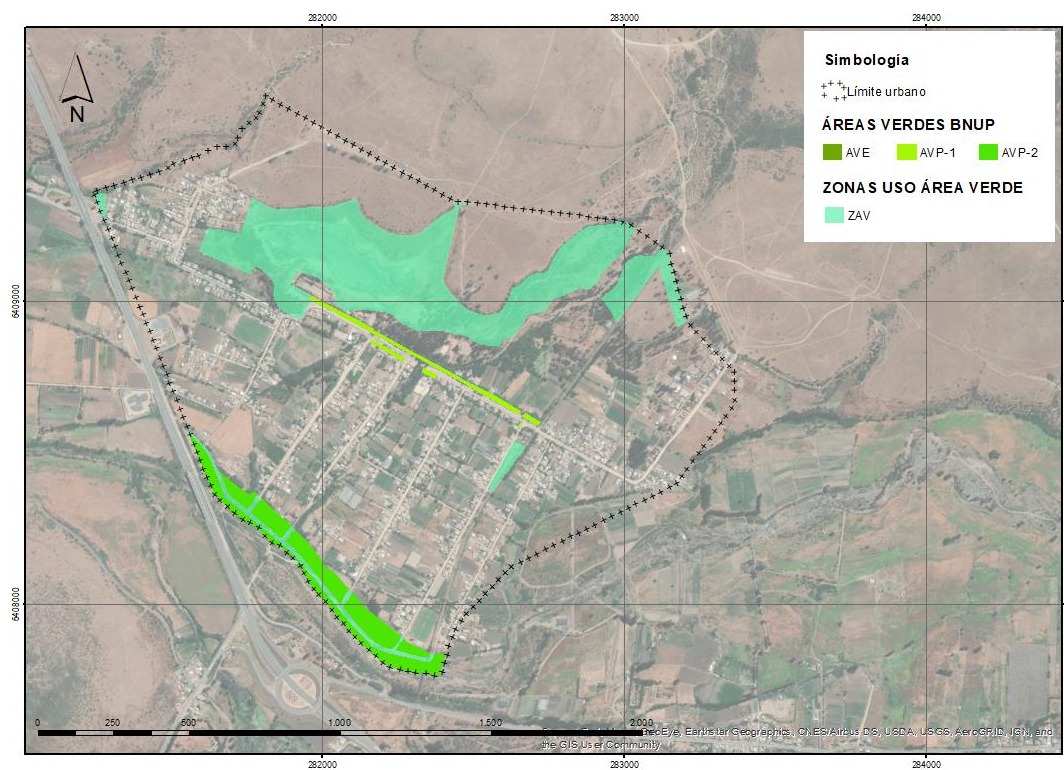 282000 283000 284000
N
Simbología
Límite urbano
ÁREAS VERDES BNUP
AVE AVP-1 AVP-2
ZONAS USO ÁREA VERDE
ZAV
6409000
6408000
0 250 500 1.000 1.500 2.000
GeoEye, Earthstar Geographics, CNES/Airbus DS, USDA, USGS, AeroGRID, IGN, and
the GIS User Community
282000 283000 284000